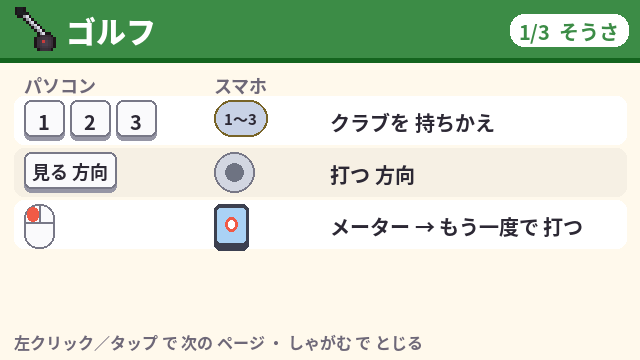 ゴルフ
1/3 そうさ
パソコン スマホ
1 2 3 1～3 クラブを 持ちかえ
見る 方向 打つ 方向
メーター → もう一度で 打つ
左クリック／タップ で 次の ページ ・ しゃがむ で とじる